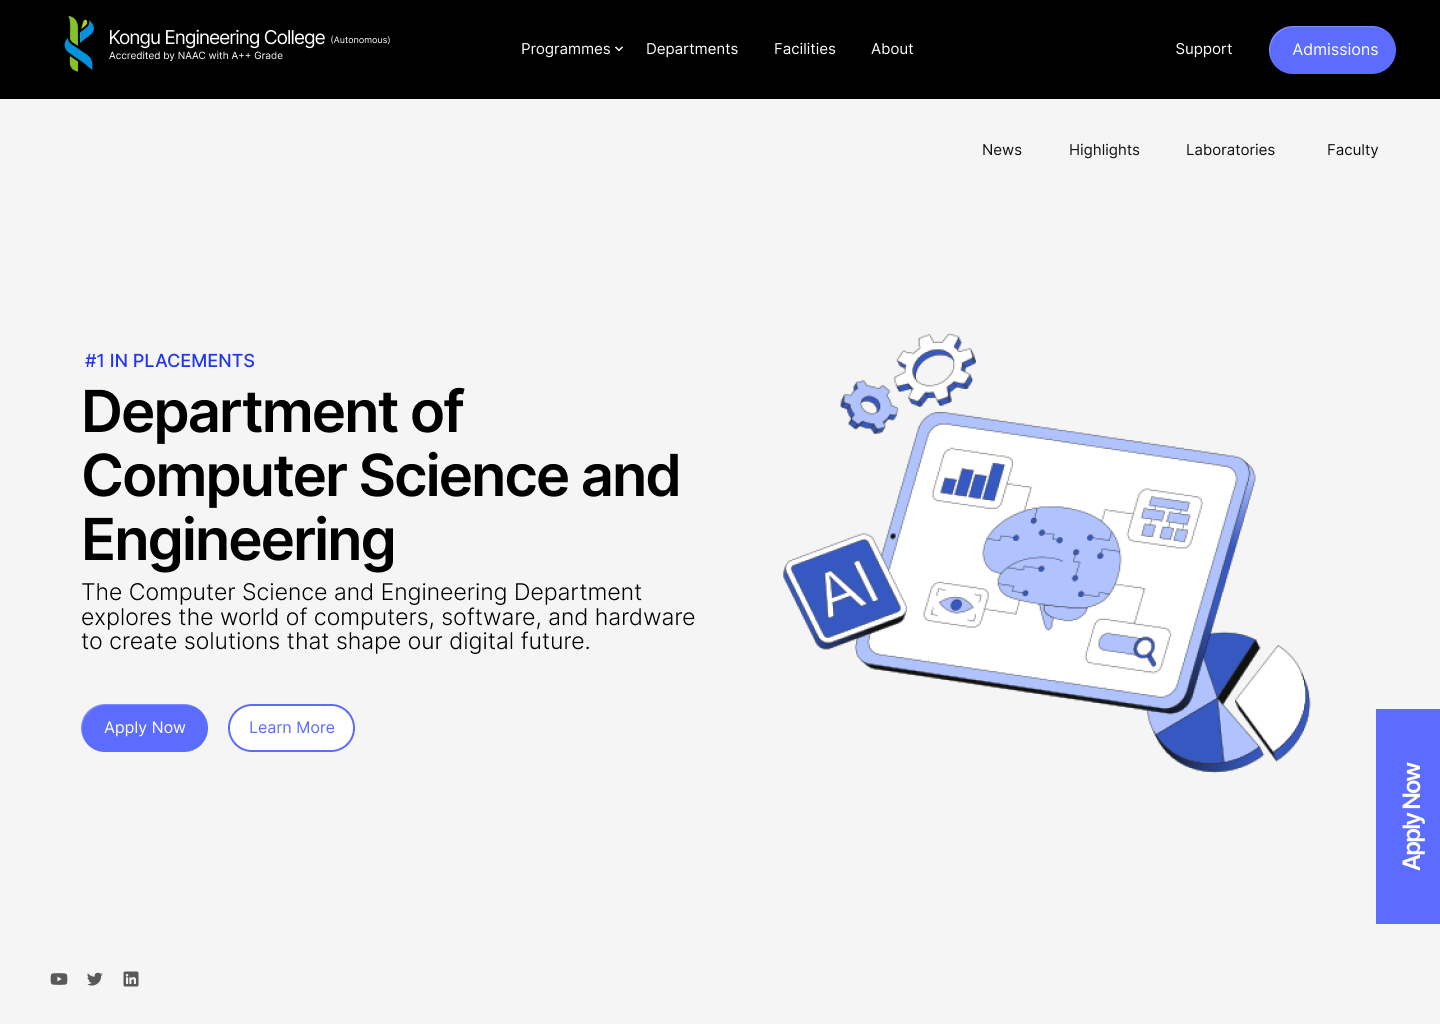 Kongu Engineering College (Autonomous)
Accredited by NAAC with A++ Grade
Programmes
Departments
Facilities
About
Support
Admissions
News
Highlights
Laboratories
Faculty
#1 IN PLACEMENTS
Department of
Computer Science and
Engineering
The Computer Science and Engineering Department
explores the world of computers, software, and hardware
to create solutions that shape our digital future.
Apply Now
Learn More
AI
Apply Now
in